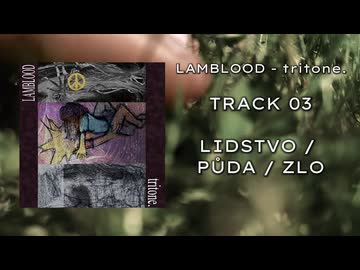 LAMBLOOD
tritone.
LAMBLOOD - tritone.
TRACK 03
LIDSTVO /
PŮDA / ZLO